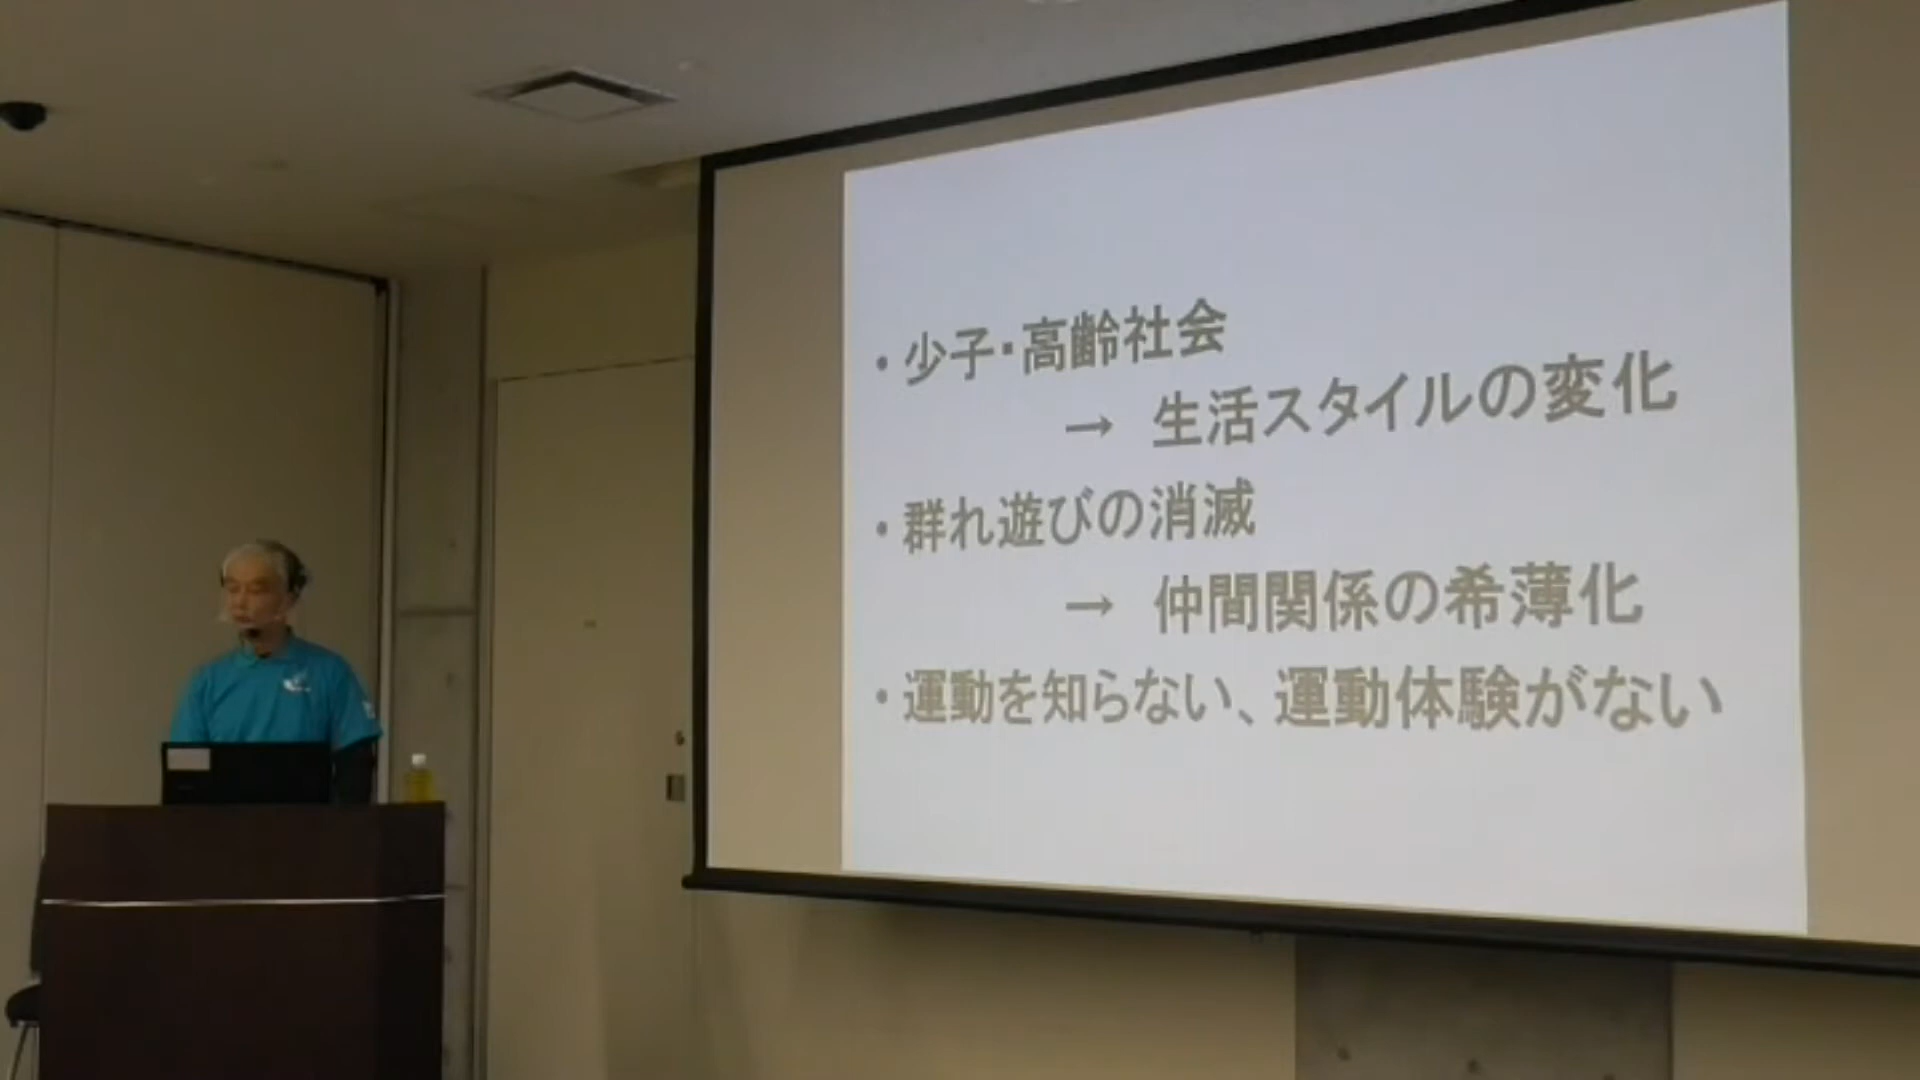 ・少子・高齢社会
→ 生活スタイルの変化
・群れ遊びの消滅
→ 仲間関係の希薄化
・運動を知らない、運動体験がない